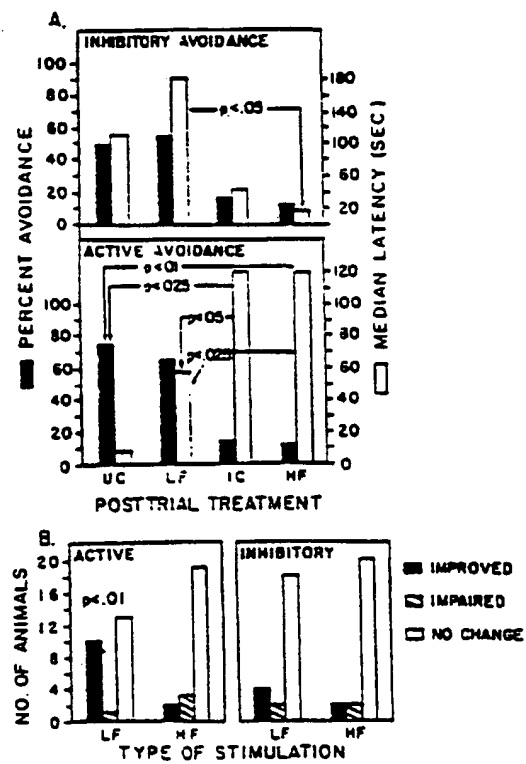 A.
INHIBITORY AVOIDANCE
100
80
60
40
20
0
180
140
100
60
20
p<.05
ACTIVE AVOIDANCE
p<.01
p<.025
p<.05
p<.025
100
80
60
40
20
0
120
100
80
60
40
20
0
PERCENT AVOIDANCE
MEDIAN LATENCY (SEC)
UC LF IC HF
POSTTRIAL TREATMENT
B.
ACTIVE
INHIBITORY
20
16
12
8
4
0
p<.01
NO. OF ANIMALS
IMPROVED
IMPAIRED
NO CHANGE
LF HF LF HF
TYPE OF STIMULATION